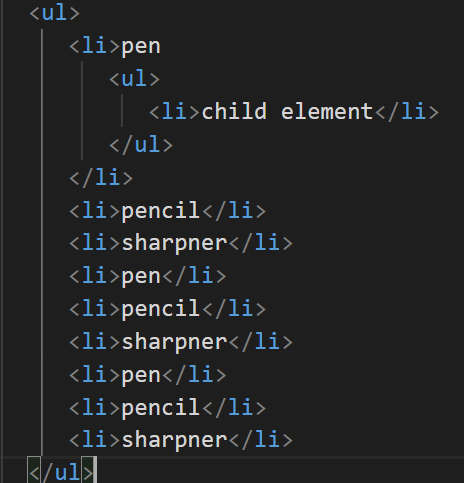 <ul>
<li>pen
<ul>
<li>child element</li>
</ul>
</li>
<li>pencil</li>
<li>sharpner</li>
<li>pen</li>
<li>pencil</li>
<li>sharpner</li>
<li>pen</li>
<li>pencil</li>
<li>sharpner</li>
</ul>